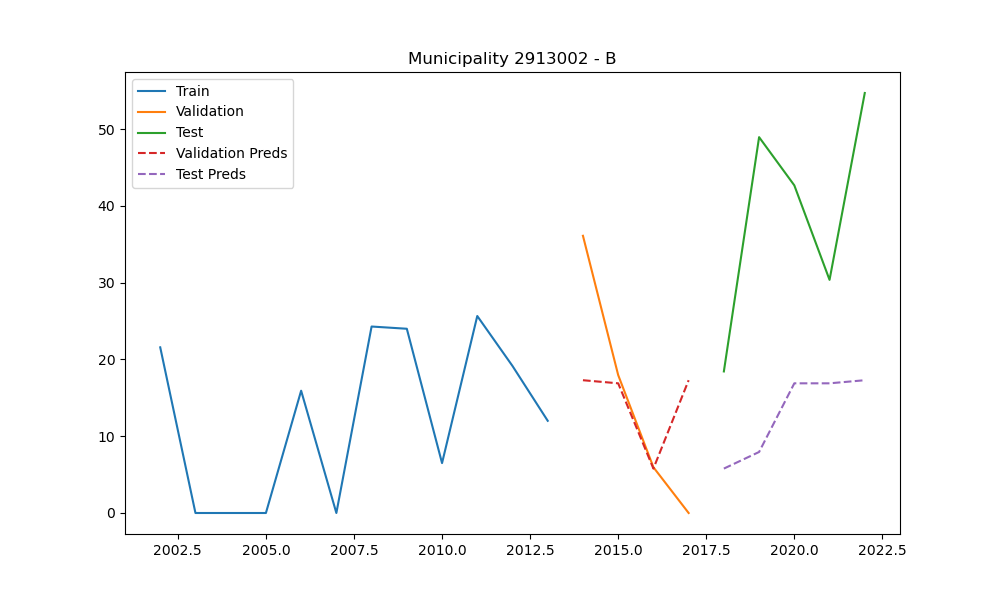 Municipality 2913002 - B
Train
Validation
Test
Validation Preds
Test Preds
50
40
30
20
10
0
2002.5 2005.0 2007.5 2010.0 2012.5 2015.0 2017.5 2020.0 2022.5